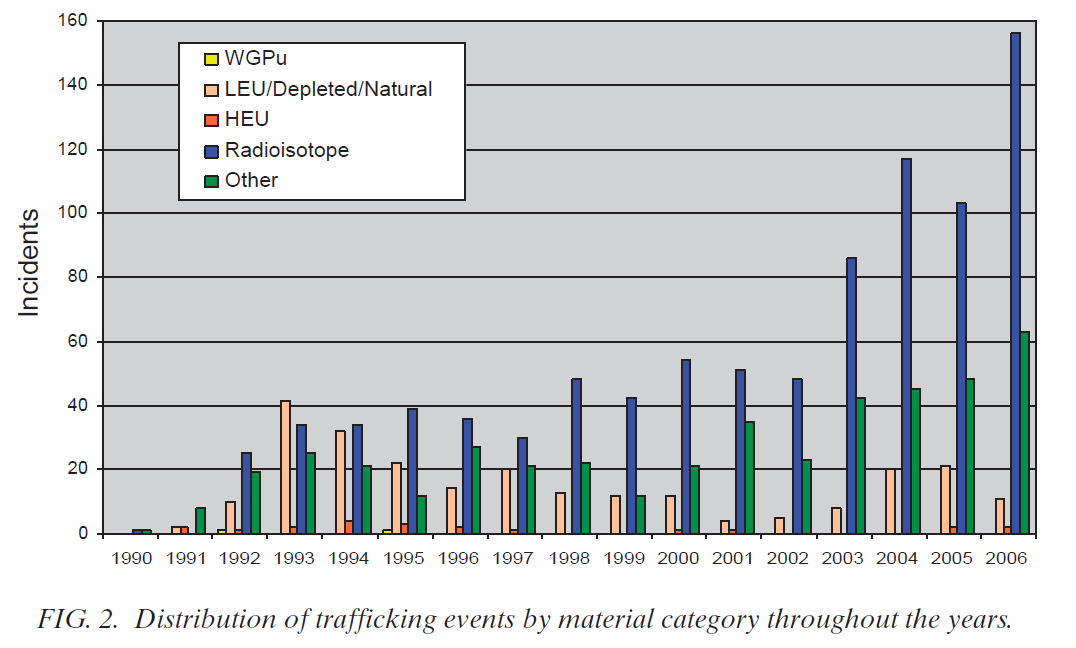 160
140
120
100
80
60
40
20
0
Incidents
WGPu
LEU/Depleted/Natural
HEU
Radioisotope
Other
1990 1991 1992 1993 1994 1995 1996 1997 1998 1999 2000 2001 2002 2003 2004 2005 2006
FIG. 2. Distribution of trafficking events by material category throughout the years.